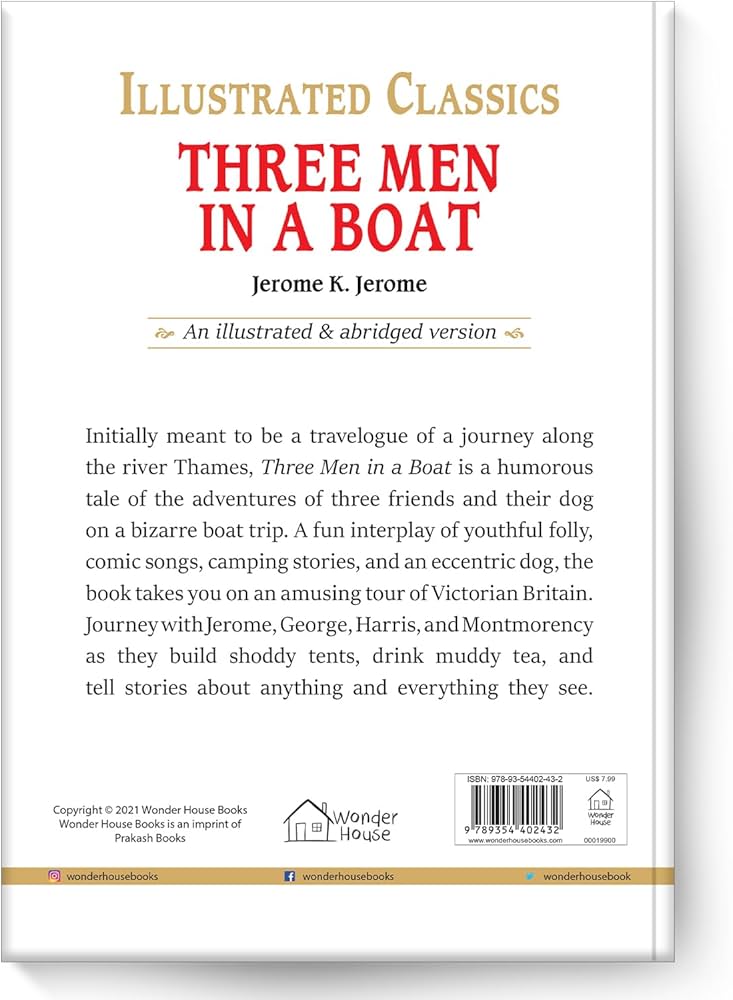 ILLUSTRATED CLASSICS
THREE MEN
IN A BOAT
Jerome K. Jerome
An illustrated & abridged version
Initially meant to be a travelogue of a journey along
the river Thames, Three Men in a Boat is a humorous
tale of the adventures of three friends and their dog
on a bizarre boat trip. A fun interplay of youthful folly,
comic songs, camping stories, and an eccentric dog, the
book takes you on an amusing tour of Victorian Britain.
Journey with Jerome, George, Harris, and Montmorency
as they build shoddy tents, drink muddy tea, and
tell stories about anything and everything they see.
Copyright © 2021 Wonder House Books
Wonder House Books is an imprint of
Prakash Books
Wonder
House
ISBN: 978-93-54402-43-2
US$ 7.99
9 789354 402432
www.wonderhousebooks.com
Wonder
House
00019900
wonderhousebooks
wonderhousebooks
wonderhousebook